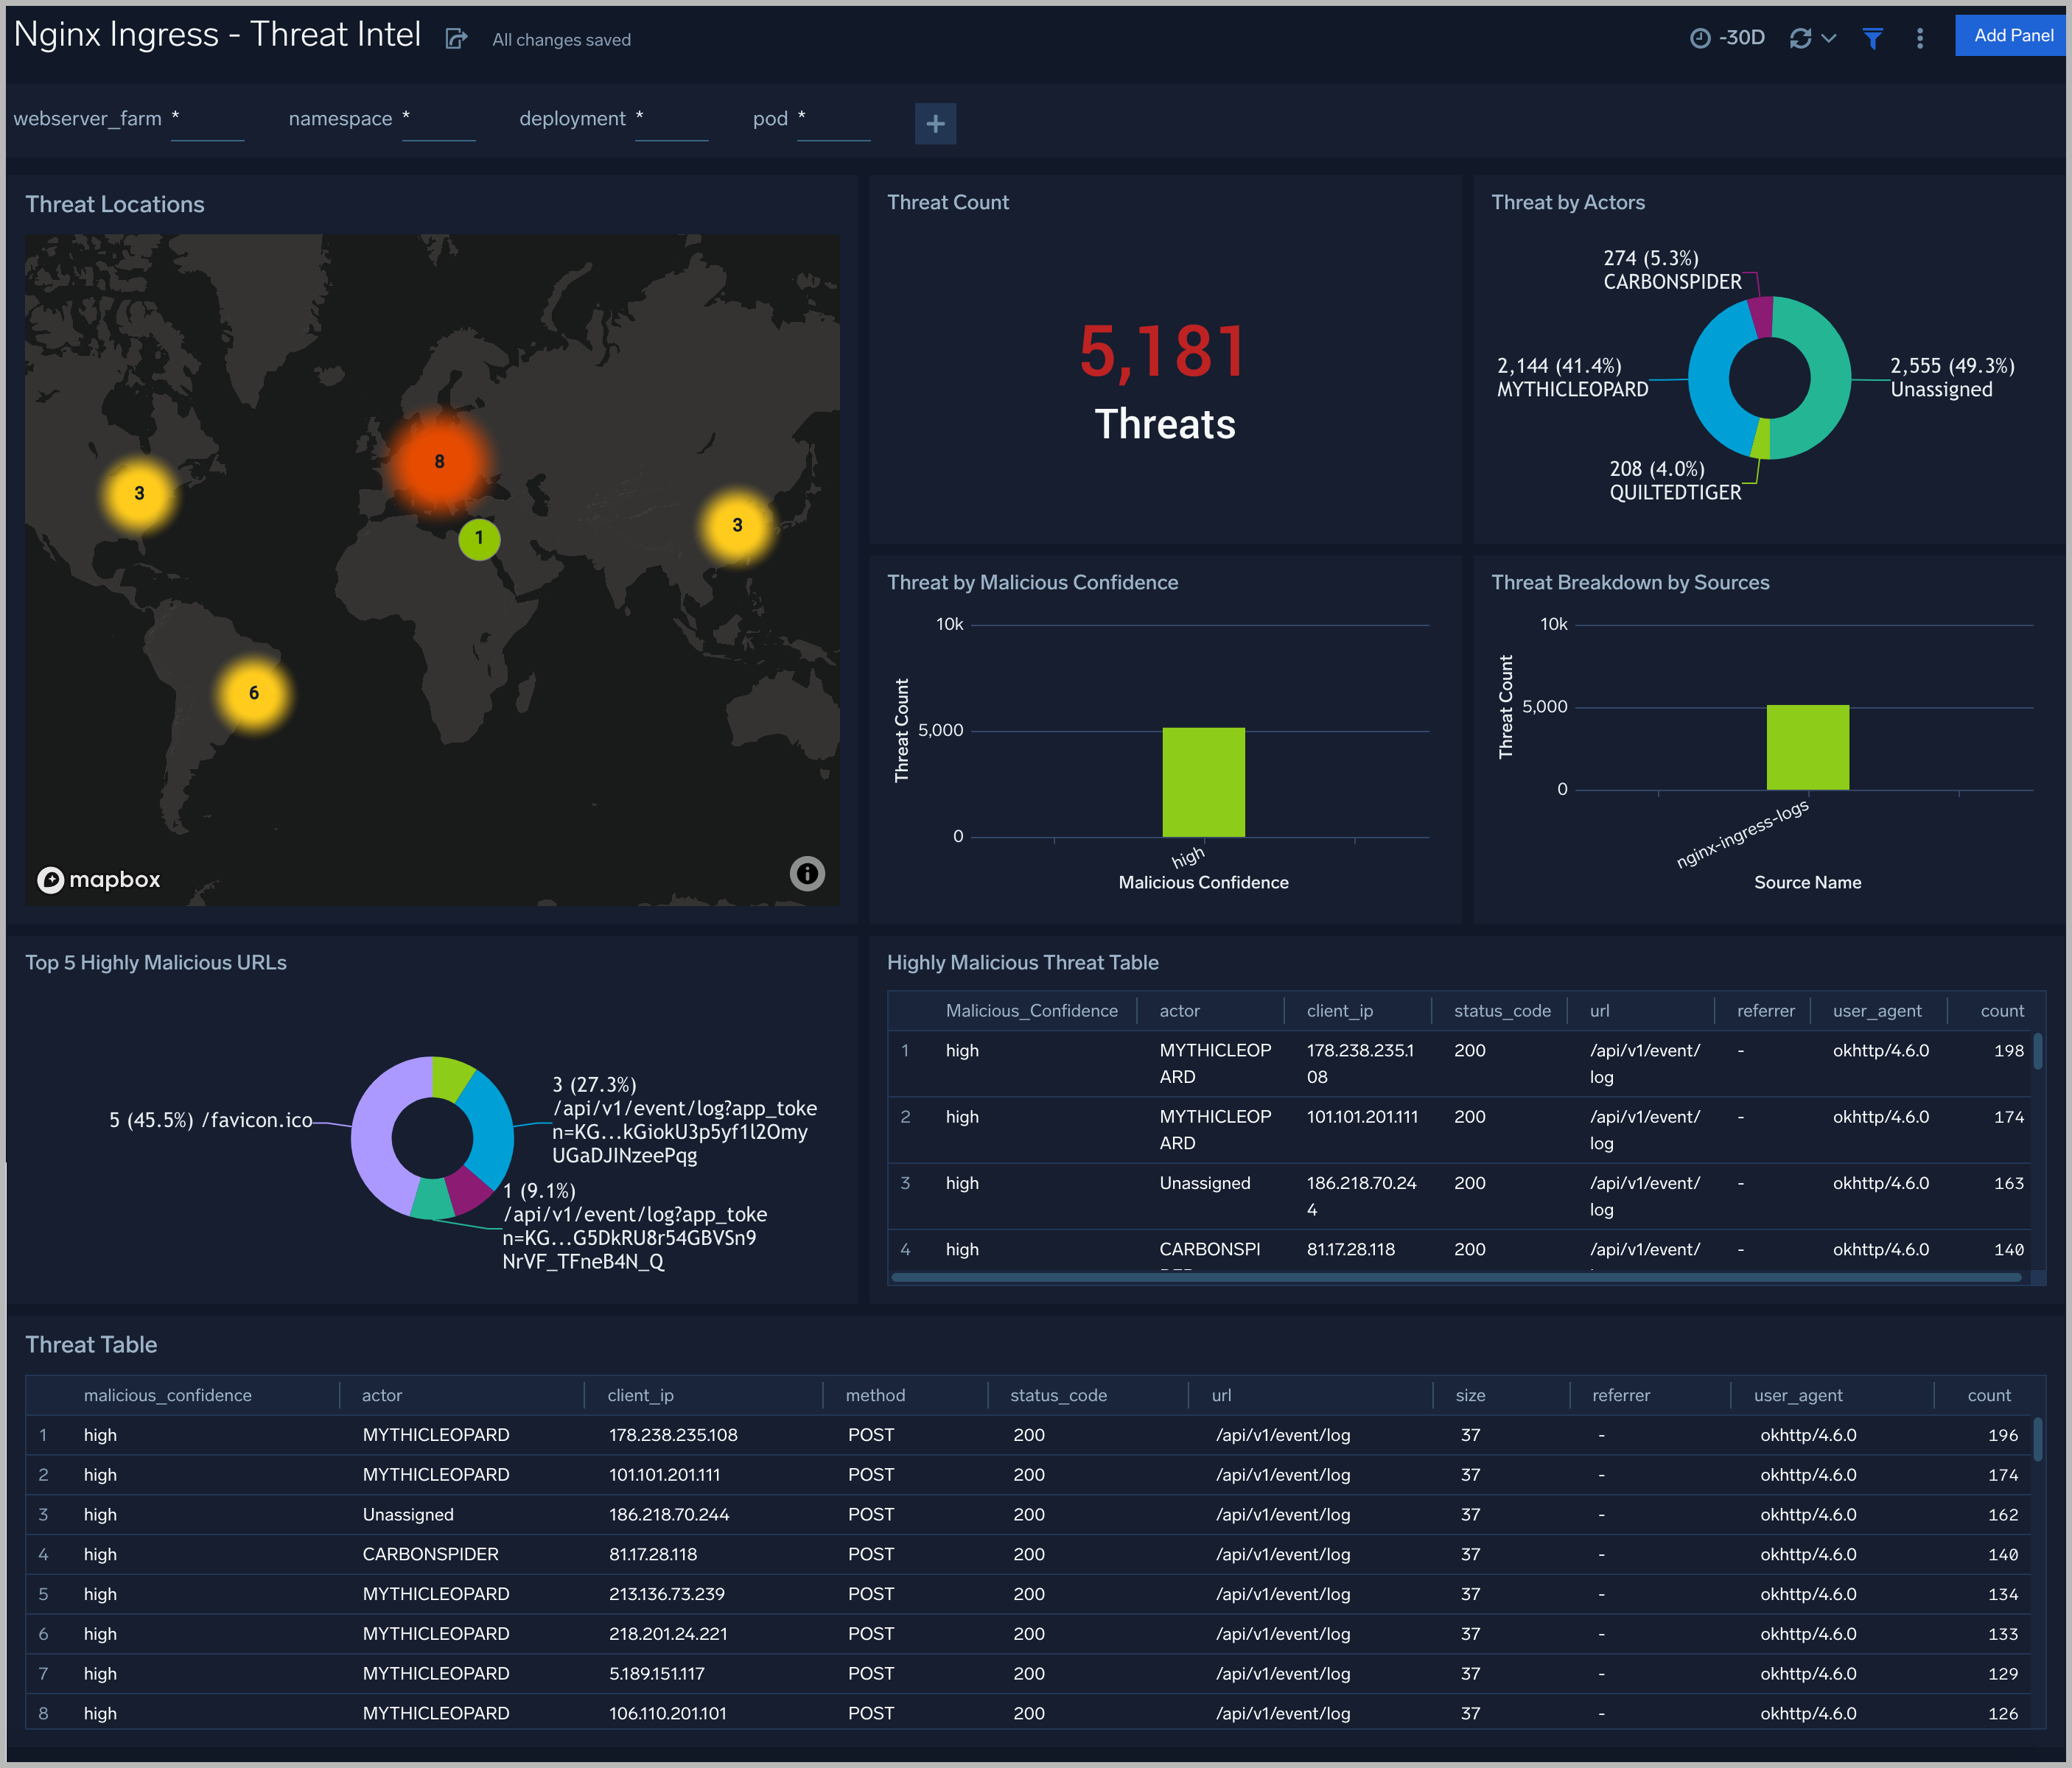 Nginx Ingress - Threat Intel
All changes saved
-30D
Add Panel
webserver_farm *
namespace *
deployment *
pod *
+
Threat Locations
3
8
1
3
6
mapbox
Threat Count
5,181
Threats
Threat by Actors
274 (5.3%)
CARBONSPIDER
2,144 (41.4%)
MYTHICLEOPARD
2,555 (49.3%)
Unassigned
208 (4.0%)
QUILTEDTIGER
Threat by Malicious Confidence
10k
5,000
0
Threat Count
high
Malicious Confidence
Threat Breakdown by Sources
10k
5,000
0
Threat Count
nginx-ingress-logs
Source Name
Top 5 Highly Malicious URLs
5 (45.5%) /favicon.ico
3 (27.3%)
/api/v1/event/log?app_toke
n=KG...kGiokU3p5yf1l2Omy
UGaDJINzeePqg
1 (9.1%)
/api/v1/event/log?app_toke
n=KG...G5DkRU8r54GBVSn9
NrVF_TFneB4N_Q
Highly Malicious Threat Table
Malicious_Confidence actor client_ip status_code url referrer user_agent count
1 high MYTHICLEOP 178.238.235.1 200 /api/v1/event/ - okhttp/4.6.0 198
ARD 08 log
2 high MYTHICLEOP 101.101.201.111 200 /api/v1/event/ - okhttp/4.6.0 174
ARD log
3 high Unassigned 186.218.70.24 200 /api/v1/event/ - okhttp/4.6.0 163
4 log
4 high CARBONSPI 81.17.28.118 200 /api/v1/event/ - okhttp/4.6.0 140
Threat Table
malicious_confidence actor client_ip method status_code url size referrer user_agent count
1 high MYTHICLEOPARD 178.238.235.108 POST 200 /api/v1/event/log 37 - okhttp/4.6.0 196
2 high MYTHICLEOPARD 101.101.201.111 POST 200 /api/v1/event/log 37 - okhttp/4.6.0 174
3 high Unassigned 186.218.70.244 POST 200 /api/v1/event/log 37 - okhttp/4.6.0 162
4 high CARBONSPIDER 81.17.28.118 POST 200 /api/v1/event/log 37 - okhttp/4.6.0 140
5 high MYTHICLEOPARD 213.136.73.239 POST 200 /api/v1/event/log 37 - okhttp/4.6.0 134
6 high MYTHICLEOPARD 218.201.24.221 POST 200 /api/v1/event/log 37 - okhttp/4.6.0 133
7 high MYTHICLEOPARD 5.189.151.117 POST 200 /api/v1/event/log 37 - okhttp/4.6.0 129
8 high MYTHICLEOPARD 106.110.201.101 POST 200 /api/v1/event/log 37 - okhttp/4.6.0 126